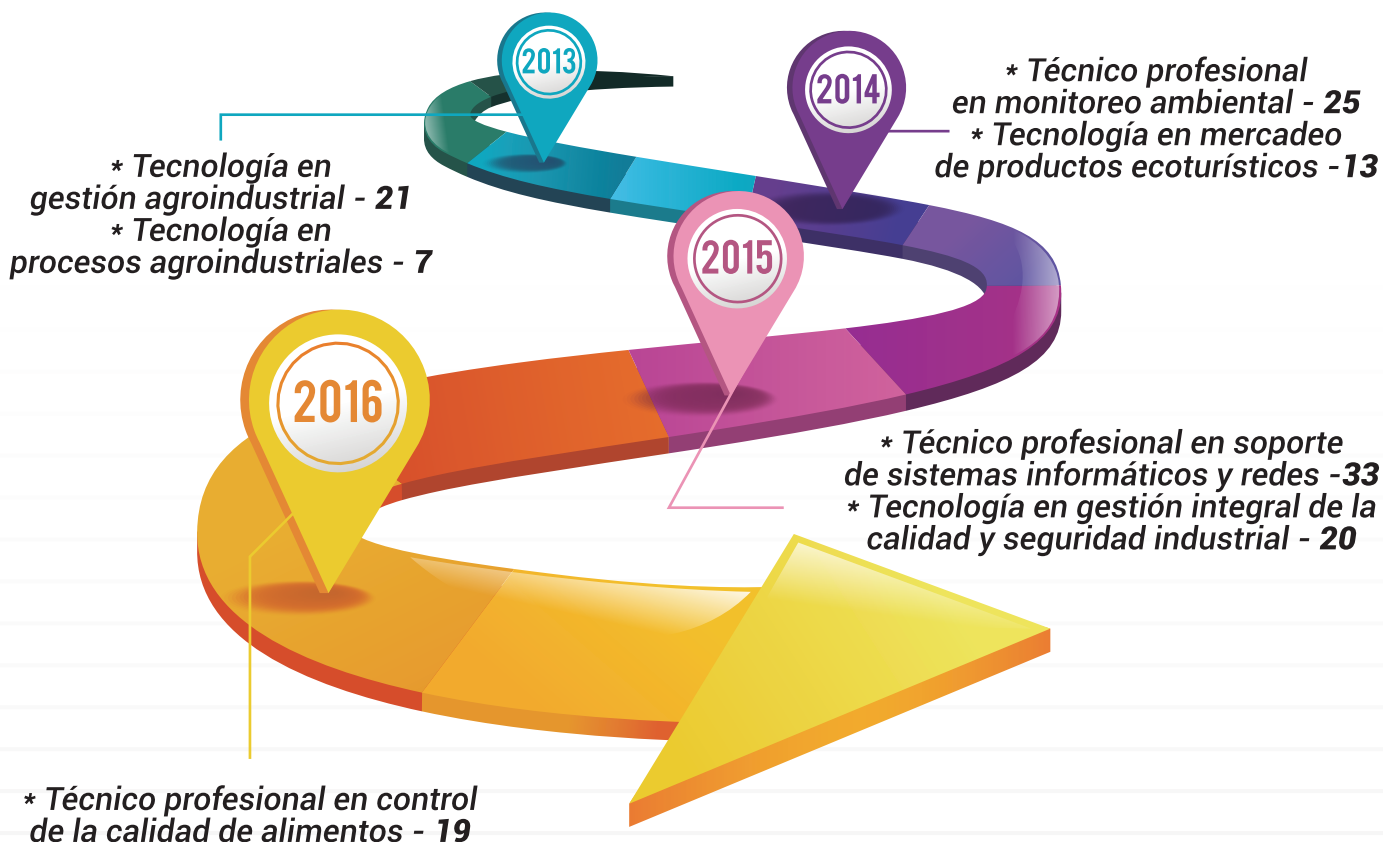 2013
* Tecnología en
gestión agroindustrial - 21
* Tecnología en
procesos agroindustriales - 7
2014
* Técnico profesional
en monitoreo ambiental - 25
* Tecnología en mercadeo
de productos ecoturísticos -13
2015
* Técnico profesional en soporte
de sistemas informáticos y redes -33
* Tecnología en gestión integral de la
calidad y seguridad industrial - 20
2016
* Técnico profesional en control
de la calidad de alimentos - 19